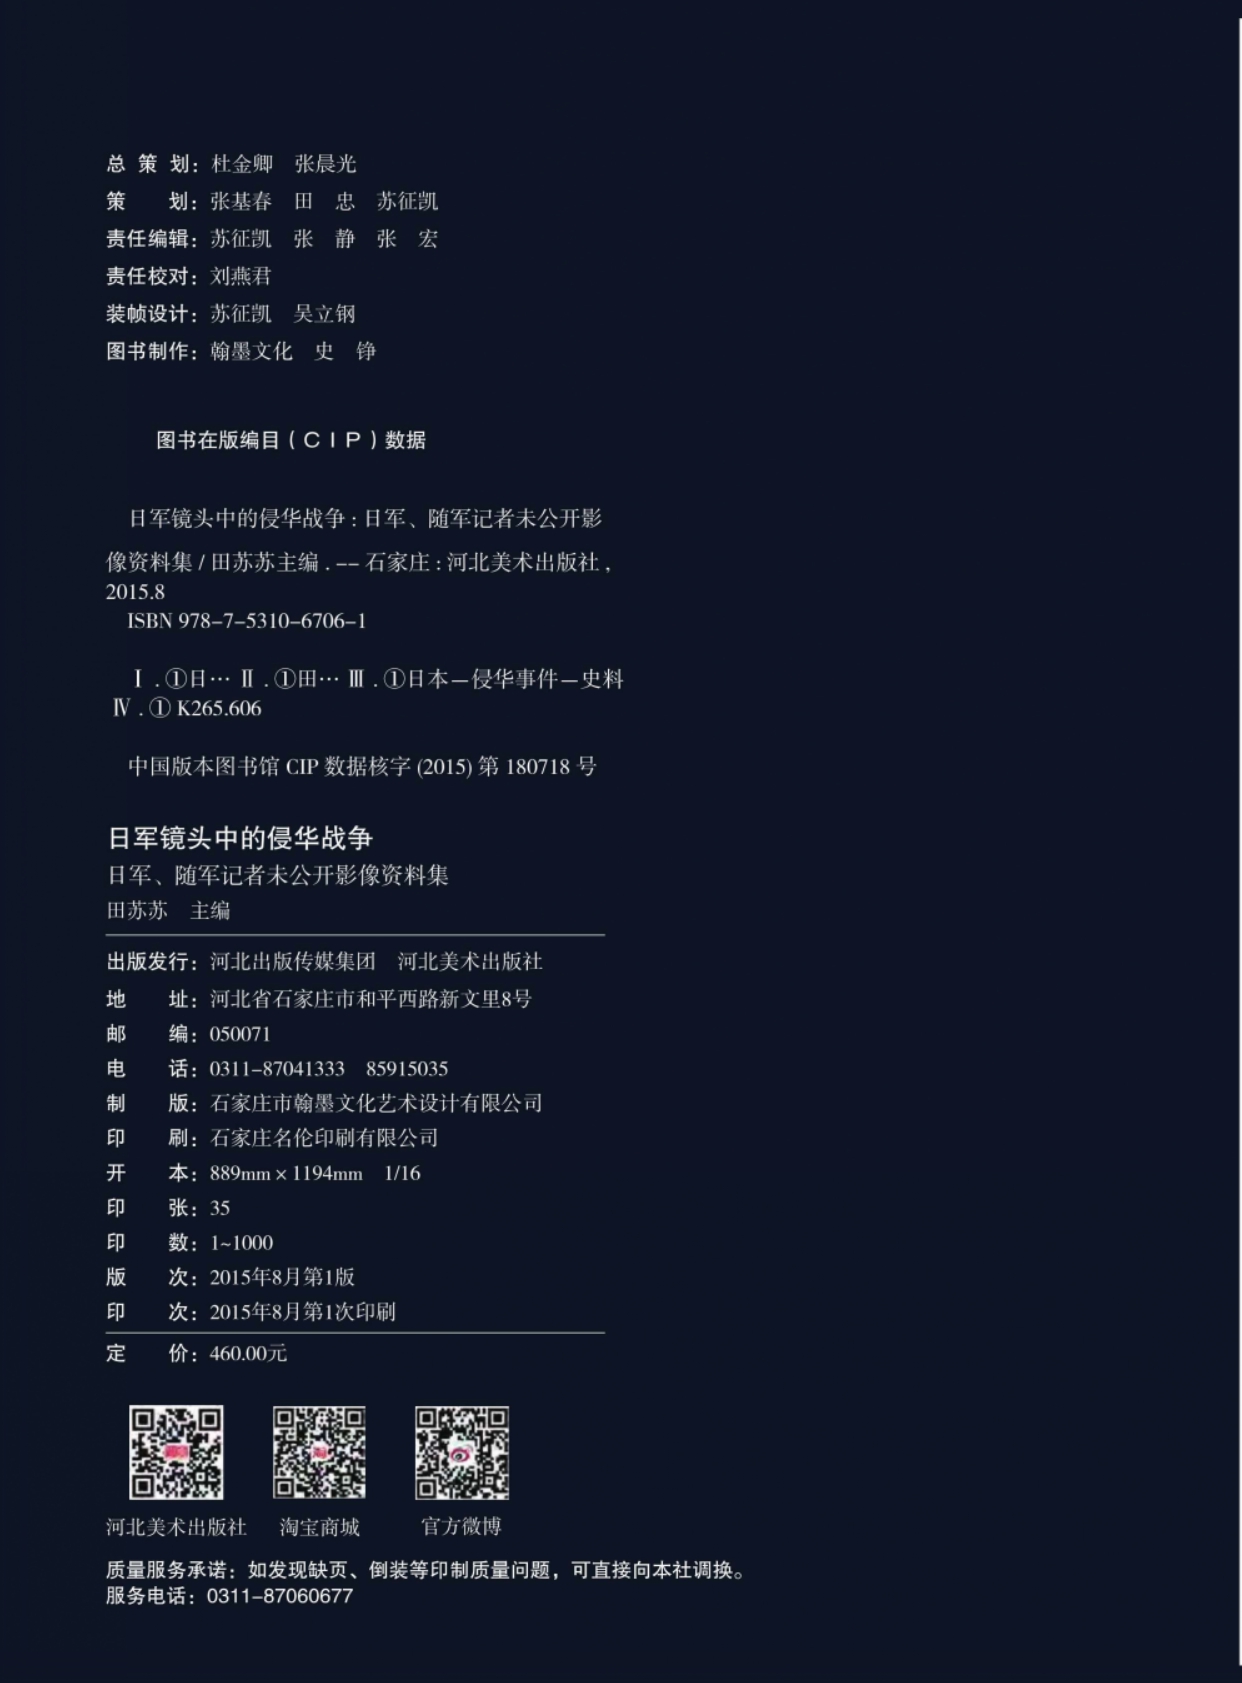 总 策 划：杜金卿 张晨光
策 划：张基春 田 忠 苏征凯
责任编辑：苏征凯 张 静 张 宏
责任校对：刘燕君
装帧设计：苏征凯 吴立钢
图书制作：翰墨文化 史 铮
图书在版编目（CIP）数据
日军镜头中的侵华战争:日军、随军记者未公开影
像资料集/田苏苏主编.--石家庄:河北美术出版社,
2015.8
ISBN 978-7-5310-6706-1
Ⅰ.①日… Ⅱ.①田… Ⅲ.①日本—侵华事件—史料
Ⅳ.① K265.606
中国版本图书馆 CIP 数据核字 (2015) 第 180718 号
日军镜头中的侵华战争
日军、随军记者未公开影像资料集
田苏苏 主编
出版发行：河北出版传媒集团 河北美术出版社
地 址：河北省石家庄市和平西路新文里8号
邮 编：050071
电 话：0311-87041333 85915035
制 版：石家庄市翰墨文化艺术设计有限公司
印 刷：石家庄名伦印刷有限公司
开 本：889mm×1194mm 1/16
印 张：35
印 数：1~1000
版 次：2015年8月第1版
印 次：2015年8月第1次印刷
定 价：460.00元
河北美术出版社 淘宝商城 官方微博
质量服务承诺：如发现缺页、倒装等印制质量问题，可直接向本社调换。
服务电话：0311-87060677